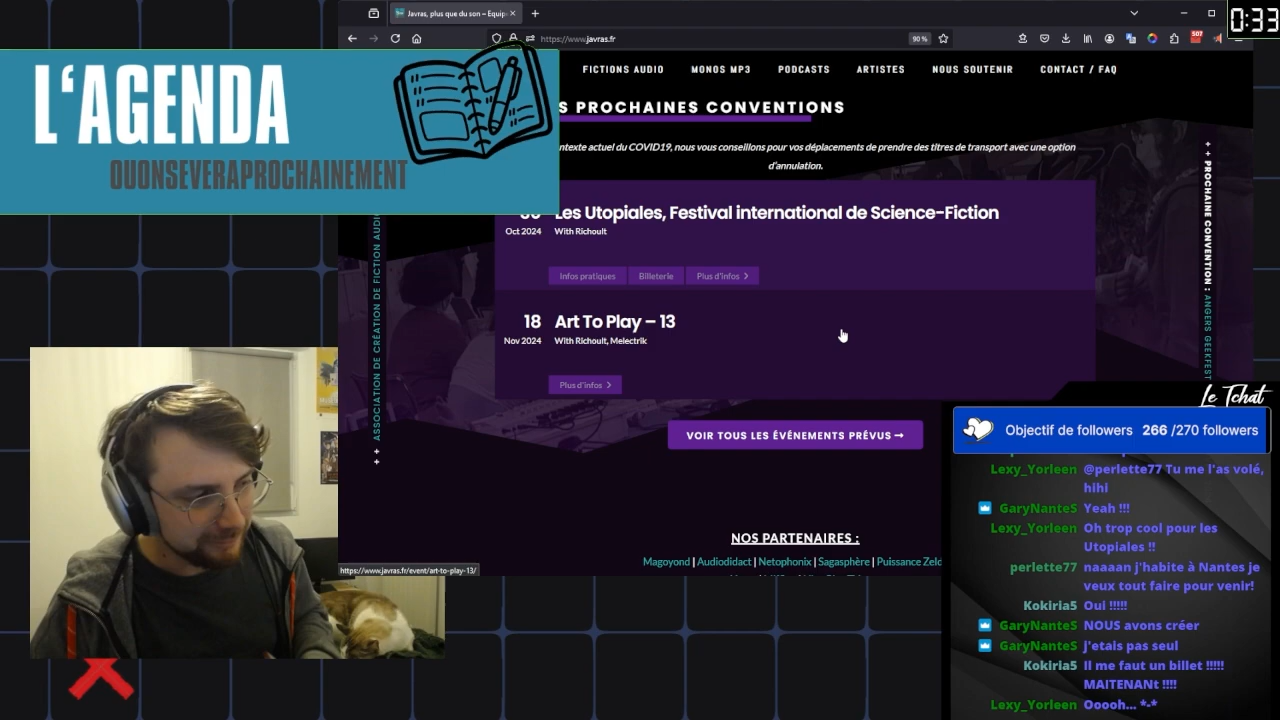 Javras, plus que du son – Equip
0:33
https://www.javras.fr
90 %
507
L'AGENDA
OUONSEVERAPROCHAINEMENT
FICTIONS AUDIO
MONOS MP3
PODCASTS
ARTISTES
NOUS SOUTENIR
CONTACT / FAQ
S PROCHAINES CONVENTIONS
ntexte actuel du COVID19, nous vous conseillons pour vos déplacements de prendre des titres de transport avec une option
d'annulation.
Les Utopiales, Festival international de Science-Fiction
Oct 2024
With Richoult
Infos pratiques
Billeterie
Plus d'infos >
18
Art To Play – 13
Nov 2024
With Richoult, Melectrik
Plus d'infos >
VOIR TOUS LES ÉVÉNEMENTS PRÉVUS →
NOS PARTENAIRES :
Magoyond | Audiodidact | Netophonix | Sagasphère | Puissance Zeld
https://www.javras.fr/event/art-to-play-13/
++ ASSOCIATION DE CRÉATION DE FICTION AUDI
++ PROCHAINE CONVENTION : ANGERS GEEKFEST
Le Tchat
Objectif de followers 266 /270 followers
Lexy_Yorleen @perlette77 Tu me l'as volé,
hihi
GaryNanteS Yeah !!!
Lexy_Yorleen Oh trop cool pour les
Utopiales !!
perlette77 naaaan j'habite à Nantes je
veux tout faire pour venir!
Kokiria5 Oui !!!!!
GaryNanteS NOUS avons créer
GaryNanteS j'etais pas seul
Kokiria5 Il me faut un billet !!!!!
MAITENANt !!!!
Lexy_Yorleen Ooooh... *-*